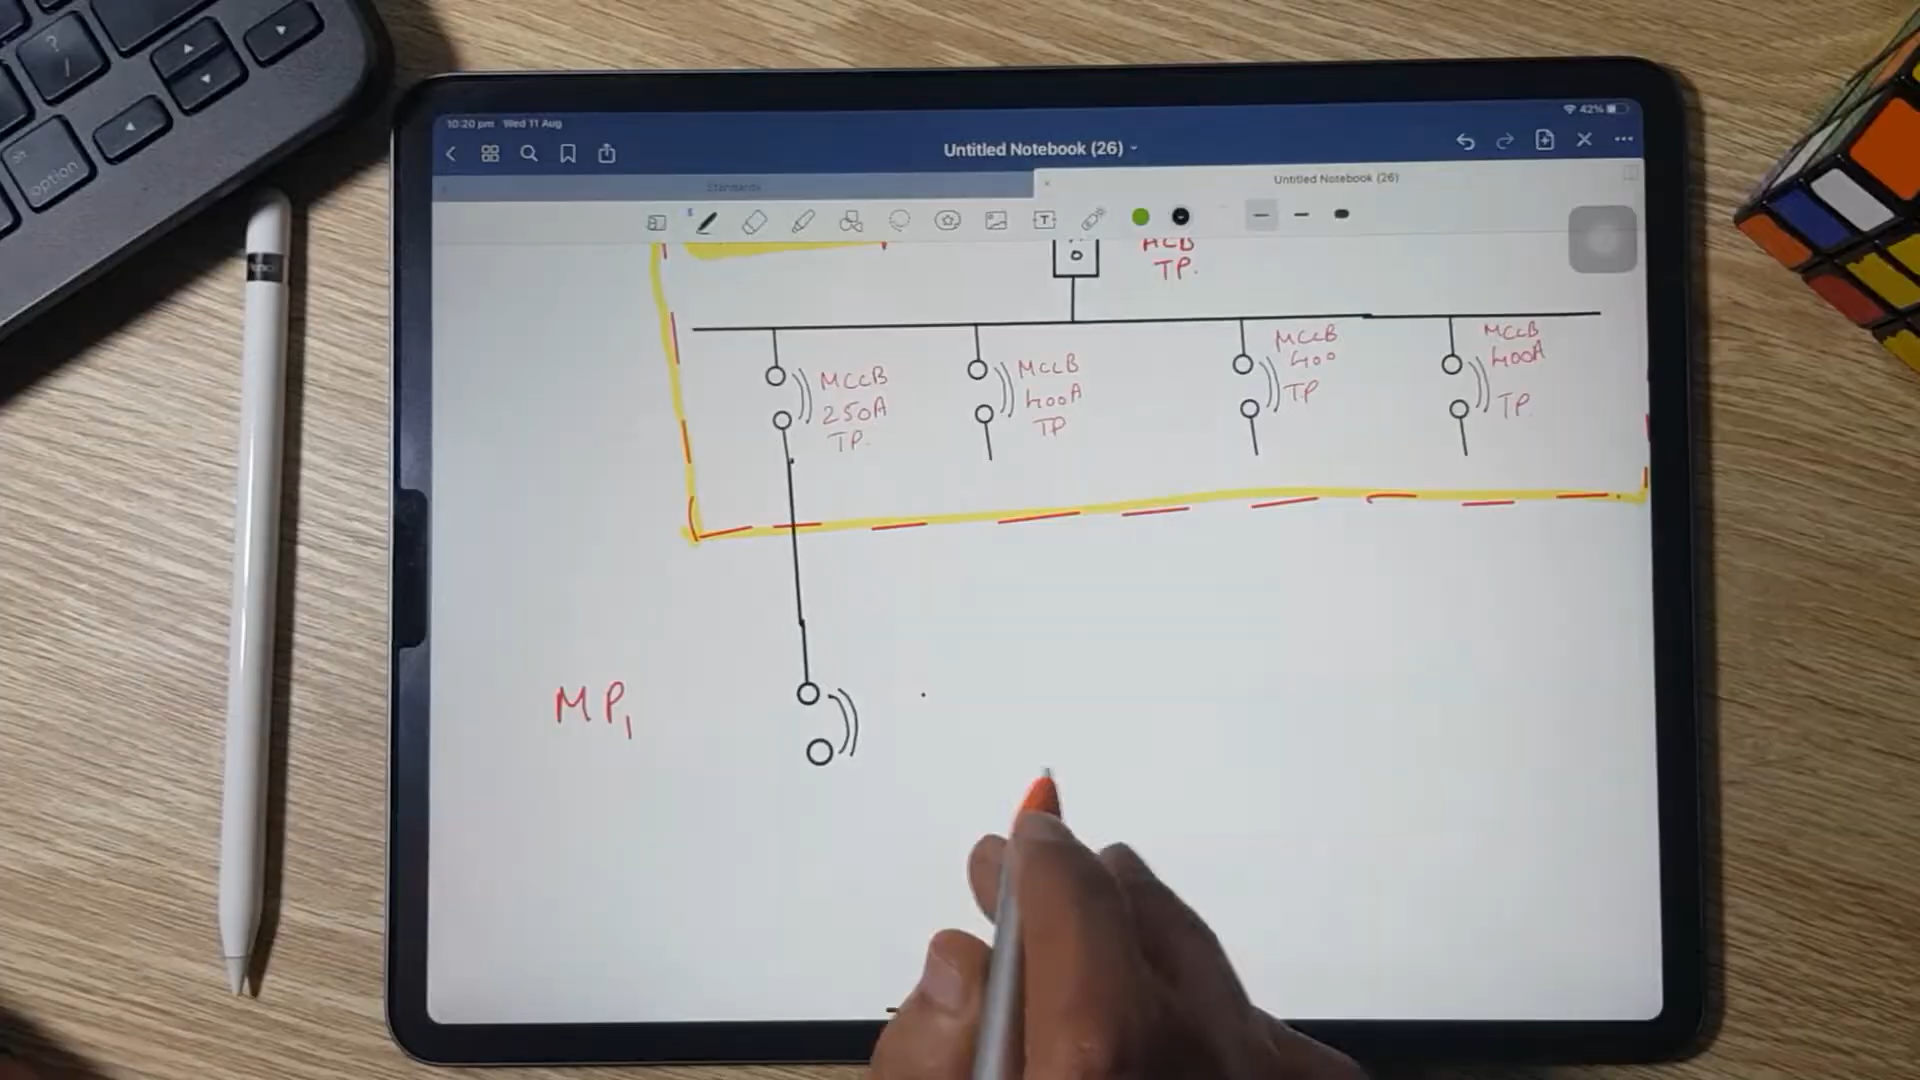 ?
/
option
10:20 pm Wed 11 Aug
42%
Untitled Notebook (26)
Standards
Untitled Notebook (26)
T
ACB
TP.
MCCB
250A
TP.
MCCB
400A
TP
MCCB
400
TP
MCCB
400A
TP.
MP1